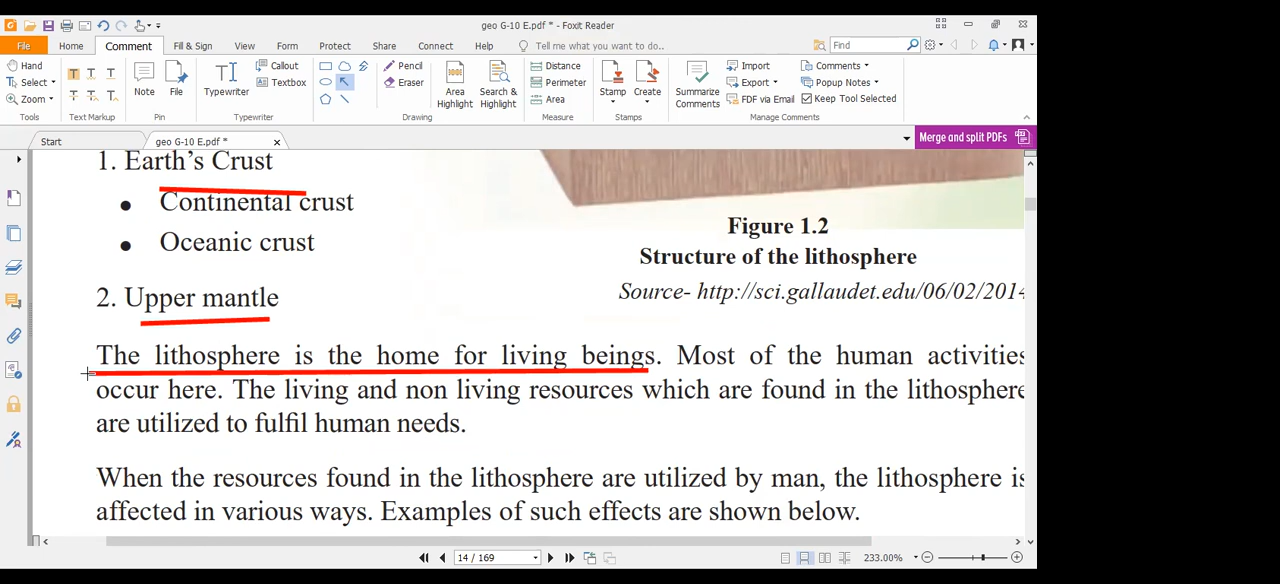 geo G-10 E.pdf * - Foxit Reader
File Home Comment Fill & Sign View Form Protect Share Connect Help Tell me what you want to do.. Find
Hand
Select
Zoom
Tools
T T T
T T T
Text Markup
Note
File
Pin
Typewriter
Callout
Textbox
Typewriter
Pencil
Eraser
Drawing
Area Highlight
Search & Highlight
Distance
Perimeter
Area
Measure
Stamp
Create
Stamps
Summarize Comments
Import
Export
FDF via Email
Comments
Popup Notes
Keep Tool Selected
Manage Comments
Start geo G-10 E.pdf * Merge and split PDFs
1. Earth's Crust
● Continental crust
● Oceanic crust
Figure 1.2
Structure of the lithosphere
Source- http://sci.gallaudet.edu/06/02/2014
2. Upper mantle
The lithosphere is the home for living beings. Most of the human activities
occur here. The living and non living resources which are found in the lithosphere
are utilized to fulfil human needs.
When the resources found in the lithosphere are utilized by man, the lithosphere is
affected in various ways. Examples of such effects are shown below.
14 / 169 233.00%